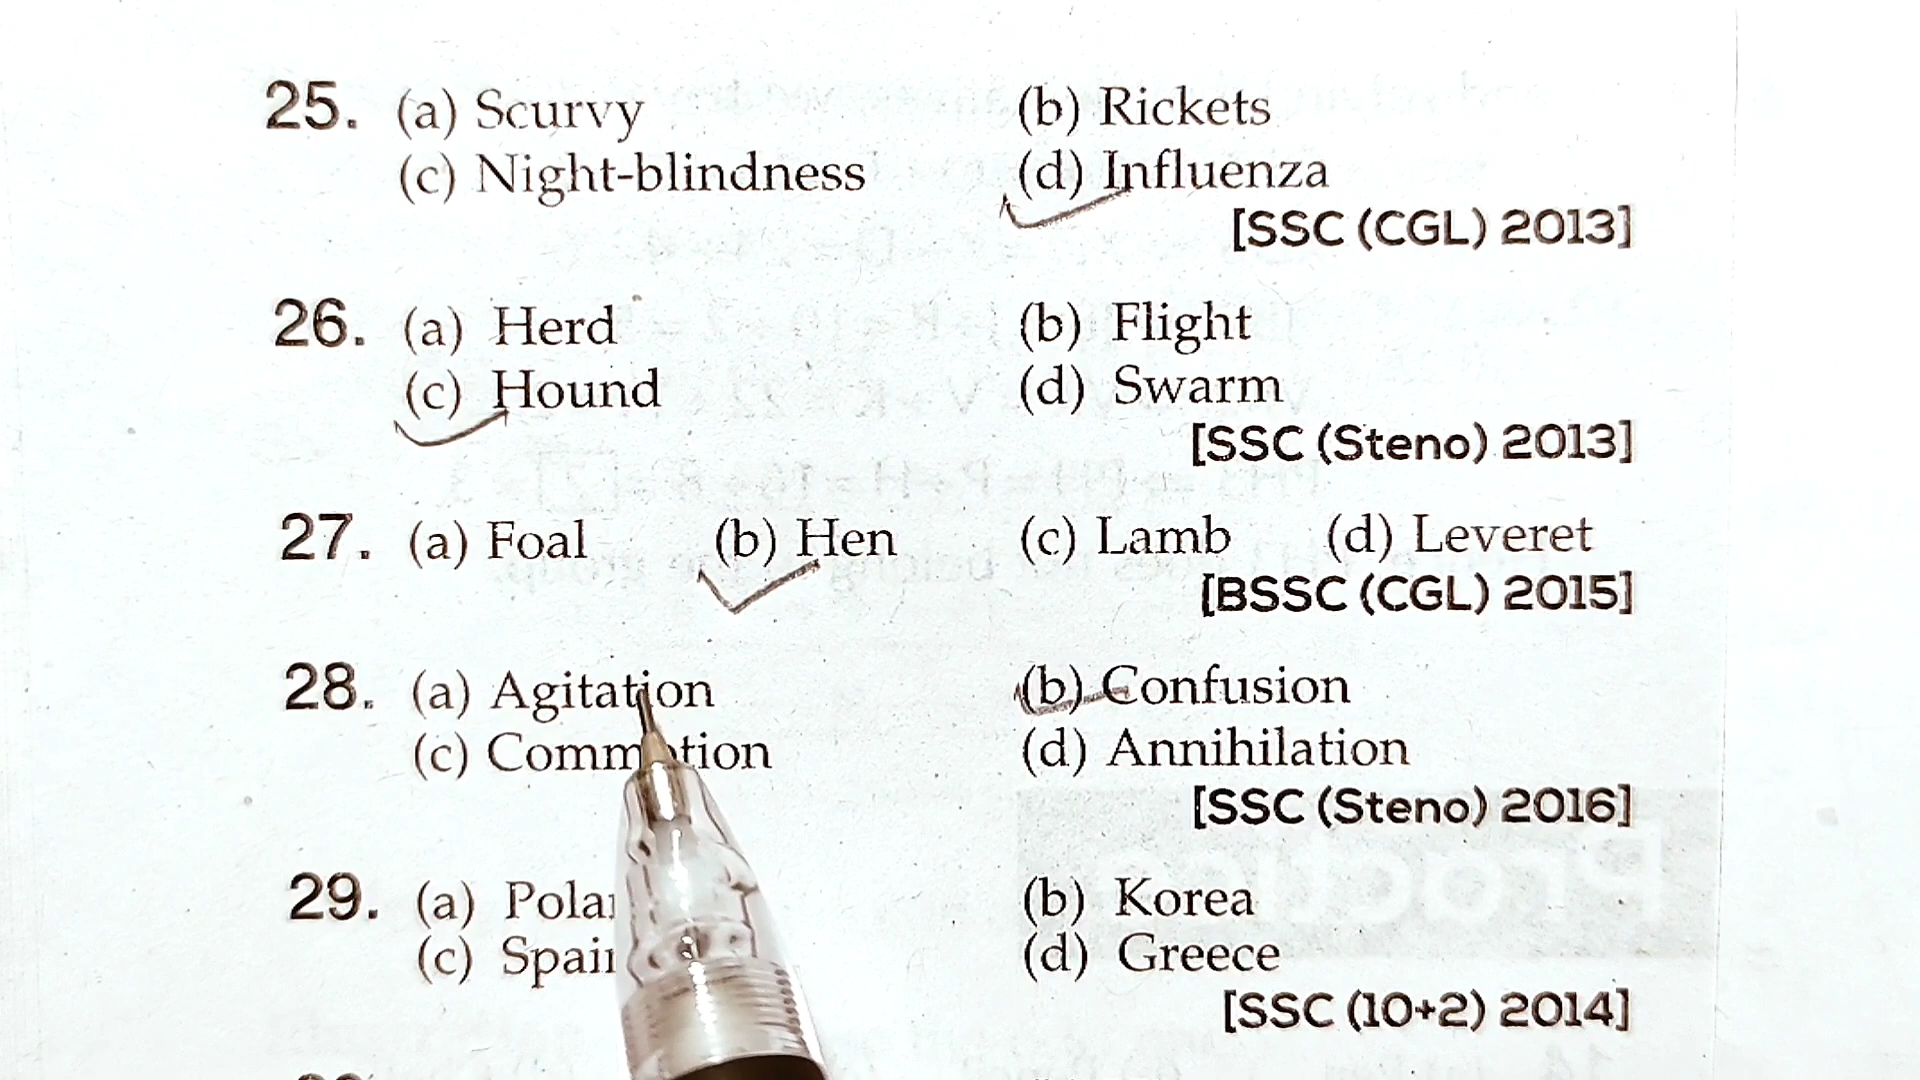 25. (a) Scurvy (b) Rickets
(c) Night-blindness (d) Influenza
[SSC (CGL) 2013]
26. (a) Herd (b) Flight
(c) Hound (d) Swarm
[SSC (Steno) 2013]
27. (a) Foal (b) Hen (c) Lamb (d) Leveret
[BSSC (CGL) 2015]
28. (a) Agitation (b) Confusion
(c) (d) Annihilation
[SSC (Steno) 2016]
29. (a) (b) Korea
(c) (d) Greece
[SSC (10+2) 2014]